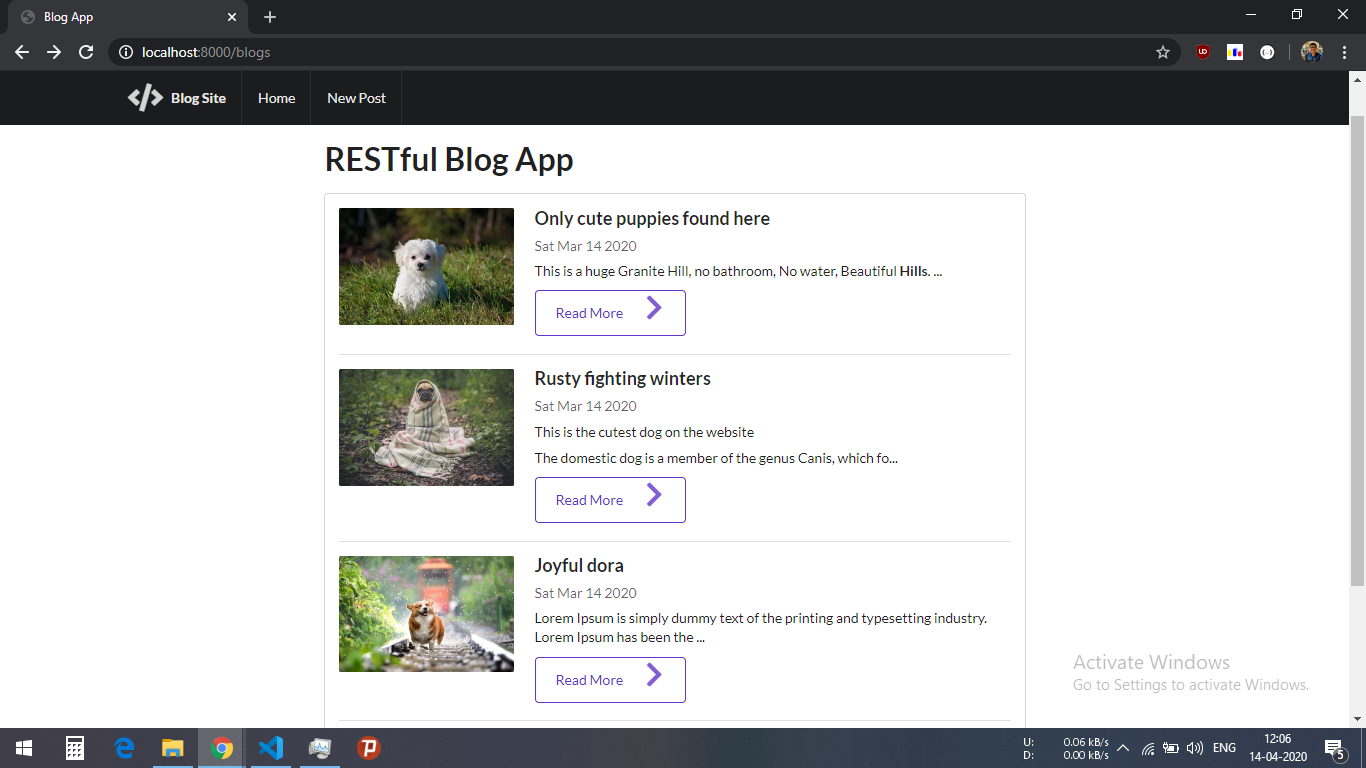 Blog App
localhost:8000/blogs
Blog Site
Home
New Post
RESTful Blog App
Only cute puppies found here
Sat Mar 14 2020
This is a huge Granite Hill, no bathroom, No water, Beautiful Hills. ...
Read More
Rusty fighting winters
Sat Mar 14 2020
This is the cutest dog on the website
The domestic dog is a member of the genus Canis, which fo...
Read More
Joyful dora
Sat Mar 14 2020
Lorem Ipsum is simply dummy text of the printing and typesetting industry.
Lorem Ipsum has been the ...
Read More
Activate Windows
Go to Settings to activate Windows.
U: 0.06 kB/s
D: 0.00 kB/s
ENG
12:06
14-04-2020
5